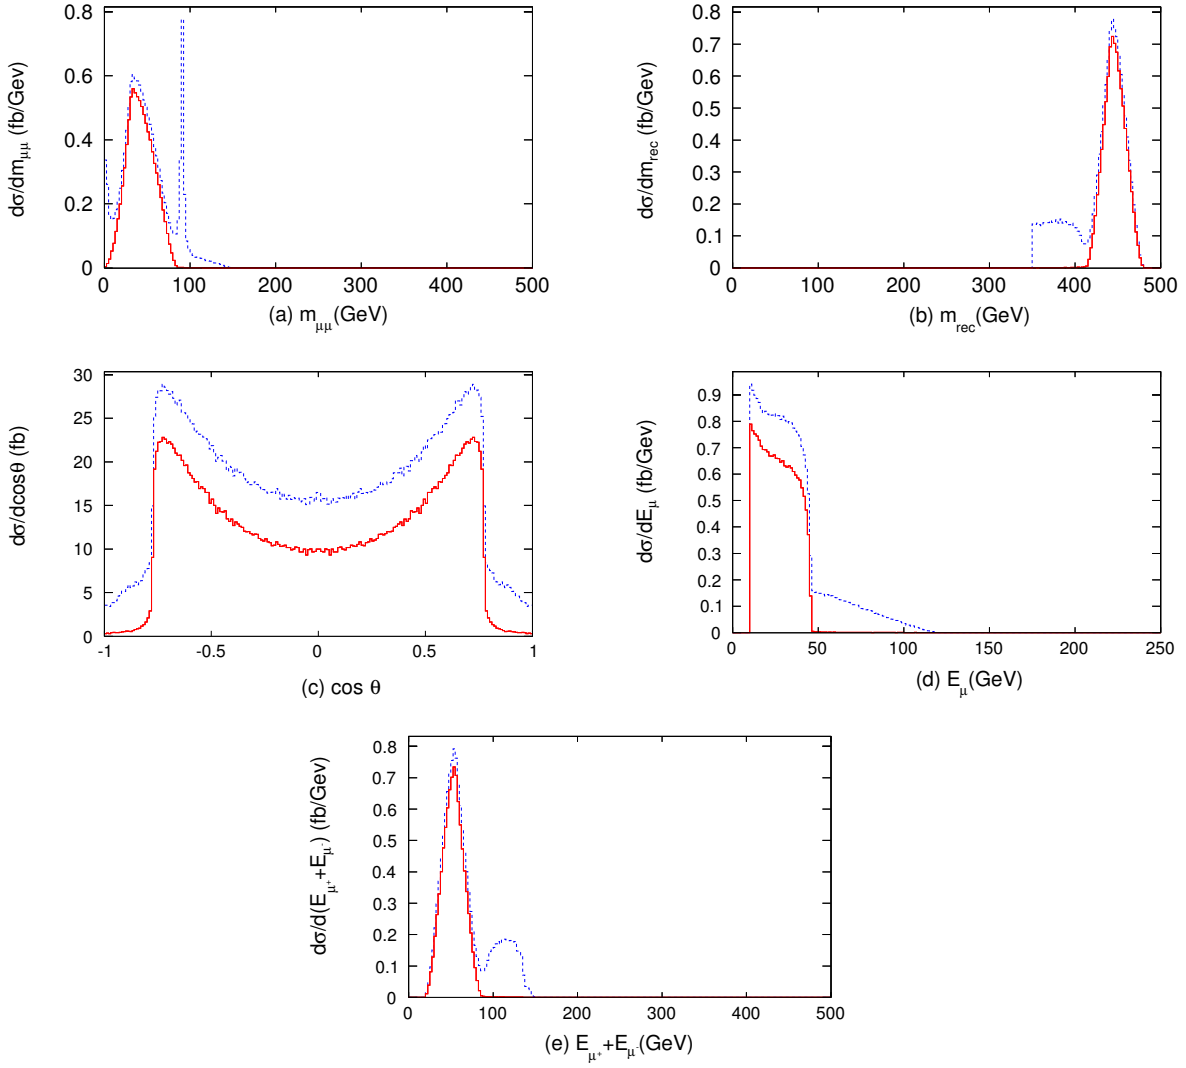 0.8
0.6
0.4
0.2
0
dσ/dm_μμ (fb/Gev)
0 100 200 300 400 500
(a) m_μμ(GeV)
0.8
0.7
0.6
0.5
0.4
0.3
0.2
0.1
0
dσ/dm_rec (fb/Gev)
0 100 200 300 400 500
(b) m_rec(GeV)
30
25
20
15
10
5
0
dσ/dcosθ (fb)
-1 -0.5 0 0.5 1
(c) cos θ
0.9
0.8
0.7
0.6
0.5
0.4
0.3
0.2
0.1
0
dσ/dE_μ (fb/Gev)
0 50 100 150 200 250
(d) E_μ(GeV)
0.8
0.7
0.6
0.5
0.4
0.3
0.2
0.1
0
dσ/d(E_μ⁺+E_μ⁻) (fb/Gev)
0 100 200 300 400 500
(e) E_μ⁺+E_μ⁻(GeV)